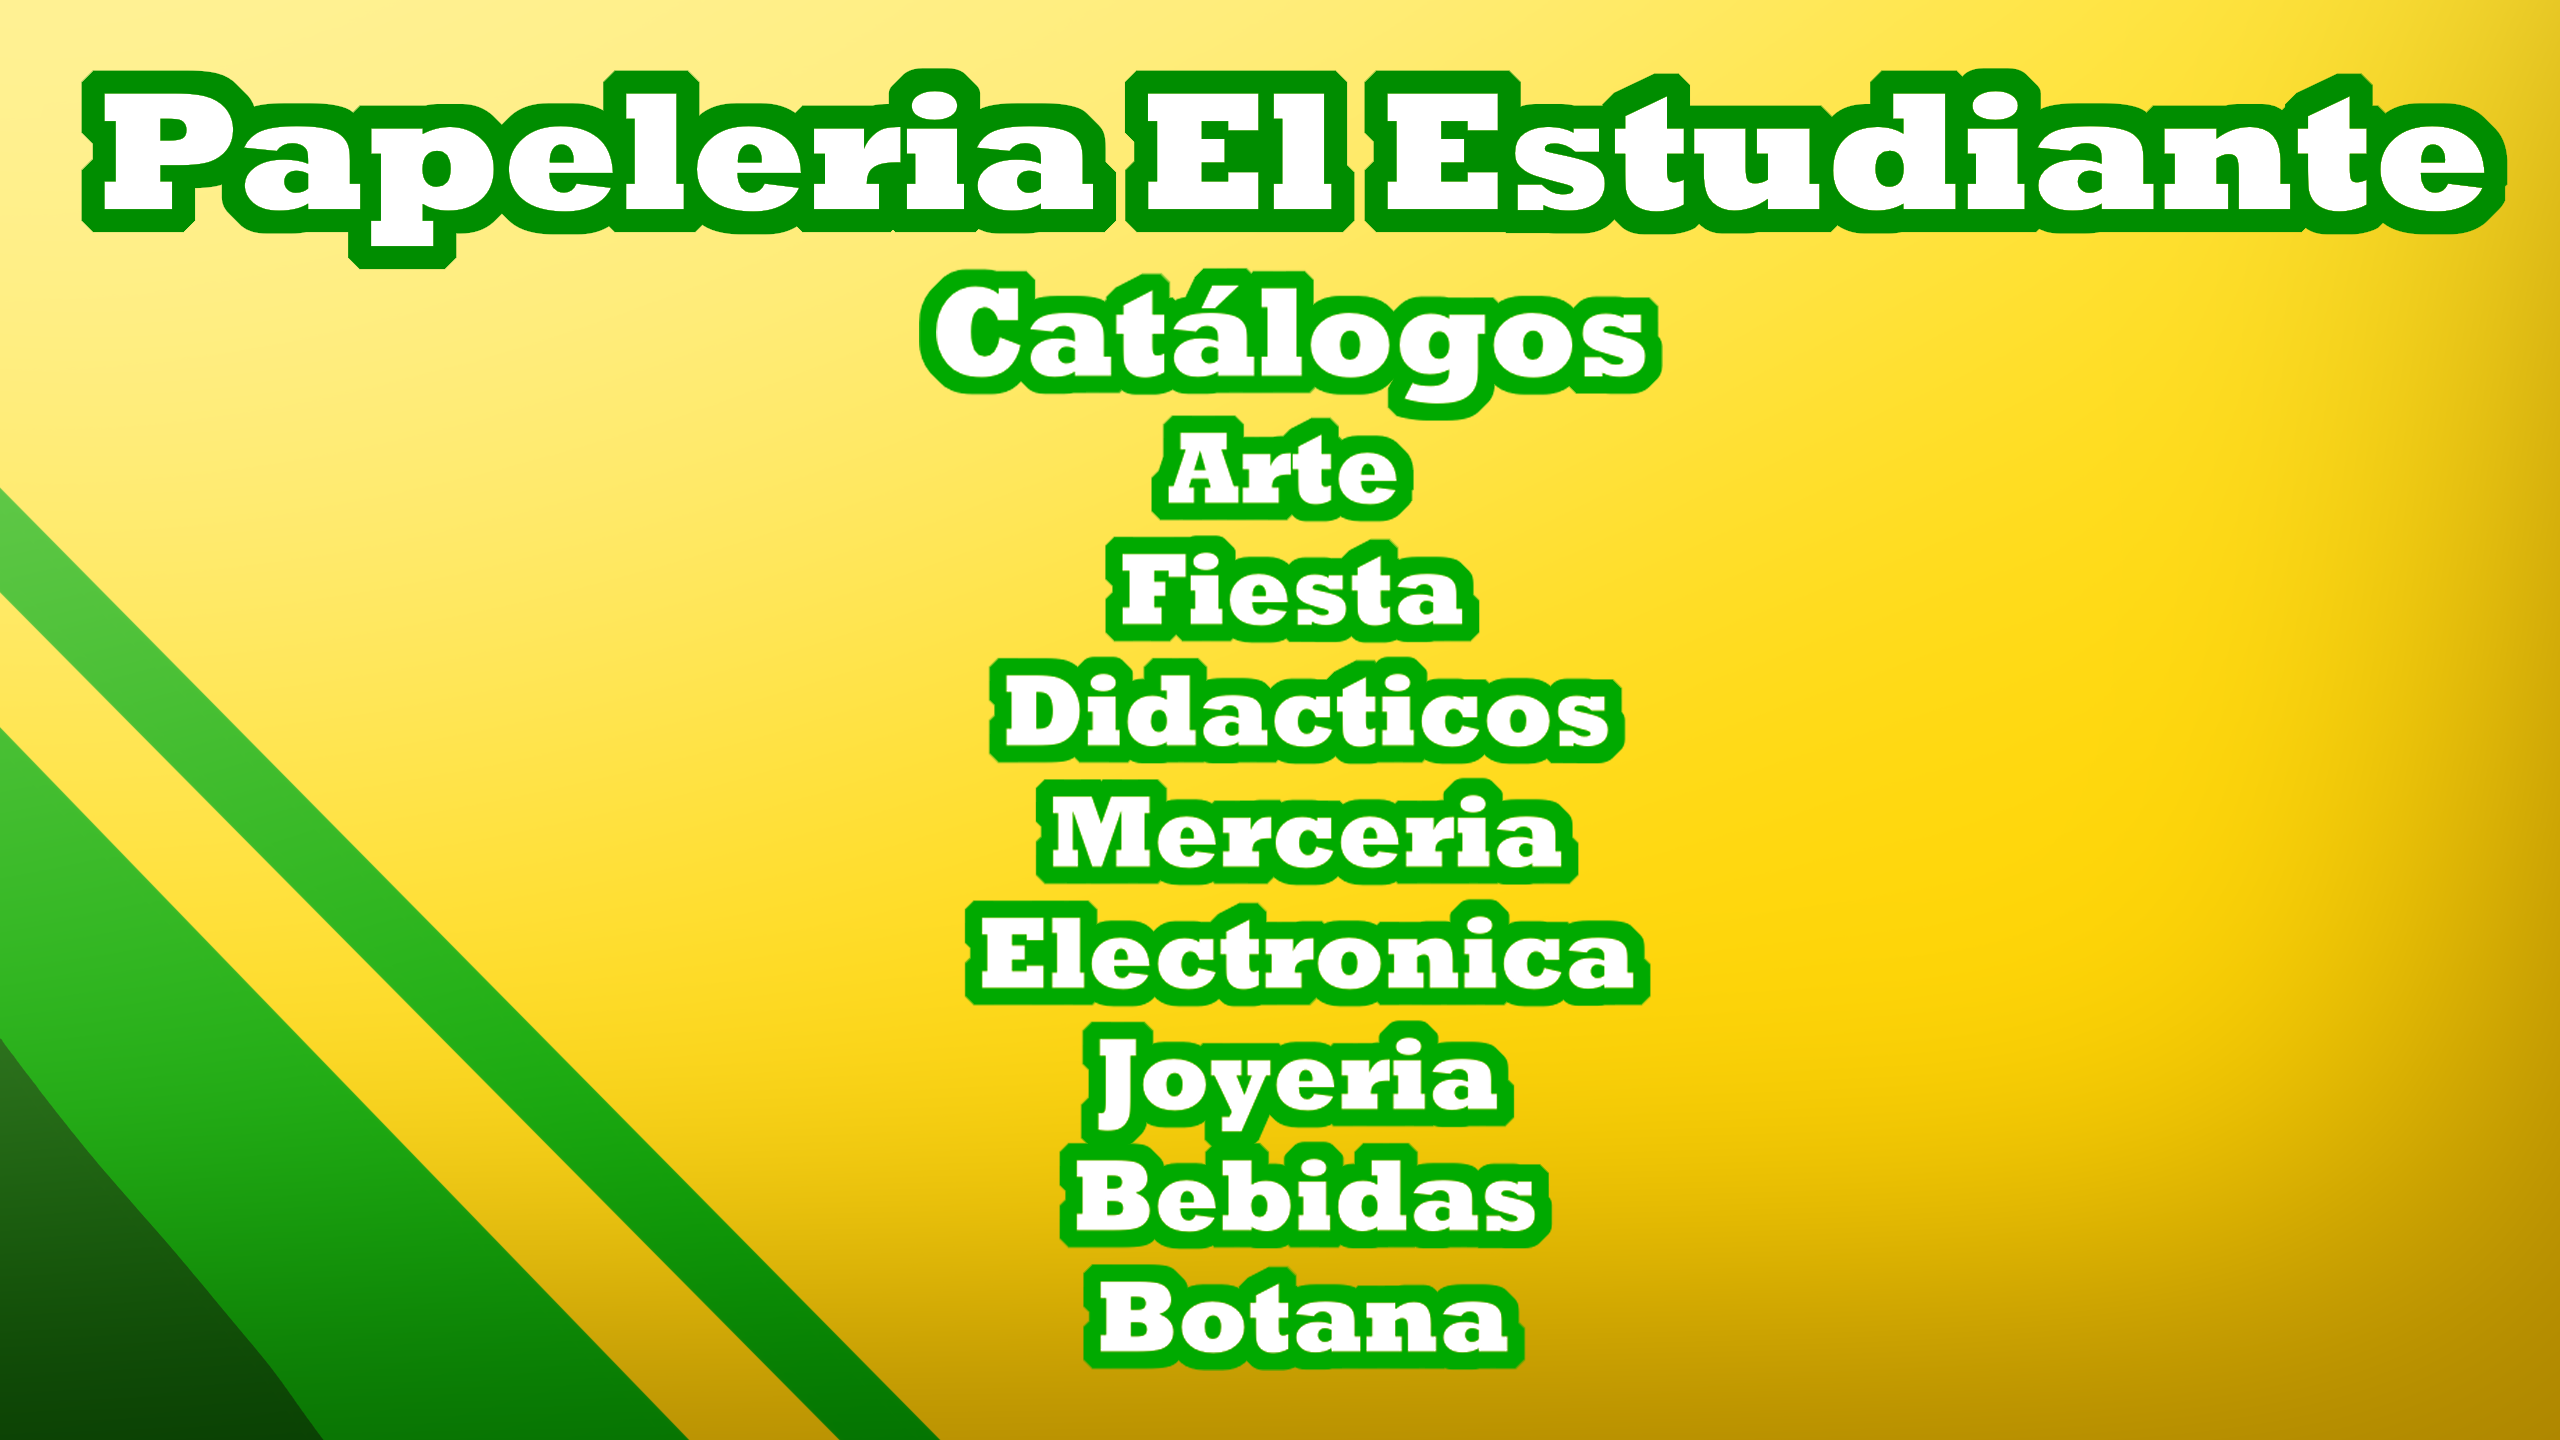 Papeleria El Estudiante
Catálogos
Arte
Fiesta
Didacticos
Merceria
Electronica
Joyeria
Bebidas
Botana